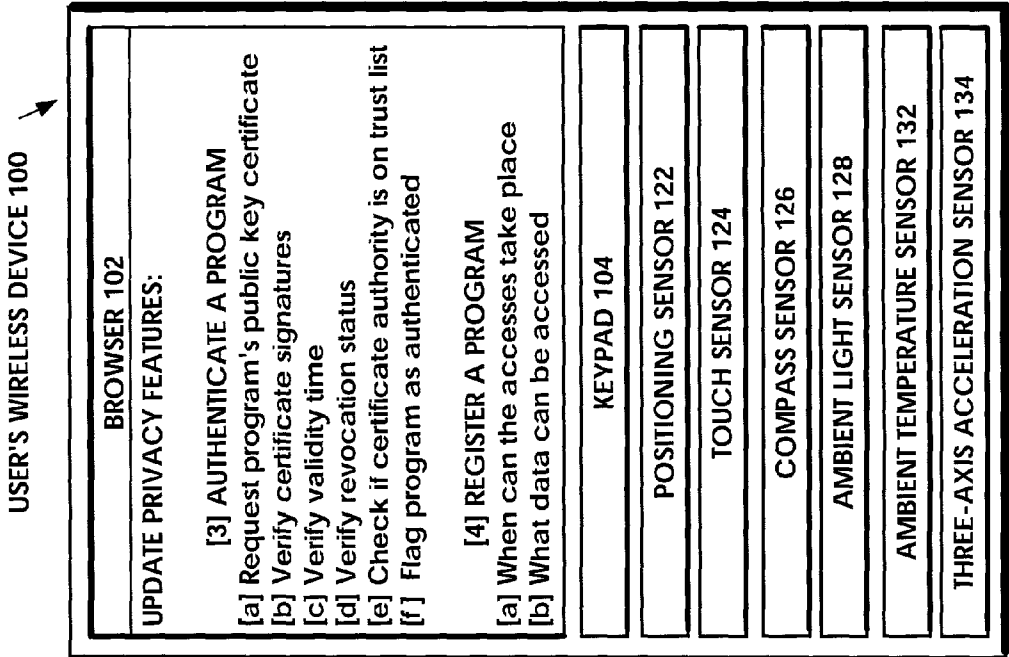 USER'S WIRELESS DEVICE 100
BROWSER 102
UPDATE PRIVACY FEATURES:
[3] AUTHENTICATE A PROGRAM
[a] Request program's public key certificate
[b] Verify certificate signatures
[c] Verify validity time
[d] Verify revocation status
[e] Check if certificate authority is on trust list
[f] Flag program as authenticated
[4] REGISTER A PROGRAM
[a] When can the accesses take place
[b] What data can be accessed
KEYPAD 104
POSITIONING SENSOR 122
TOUCH SENSOR 124
COMPASS SENSOR 126
AMBIENT LIGHT SENSOR 128
AMBIENT TEMPERATURE SENSOR 132
THREE-AXIS ACCELERATION SENSOR 134